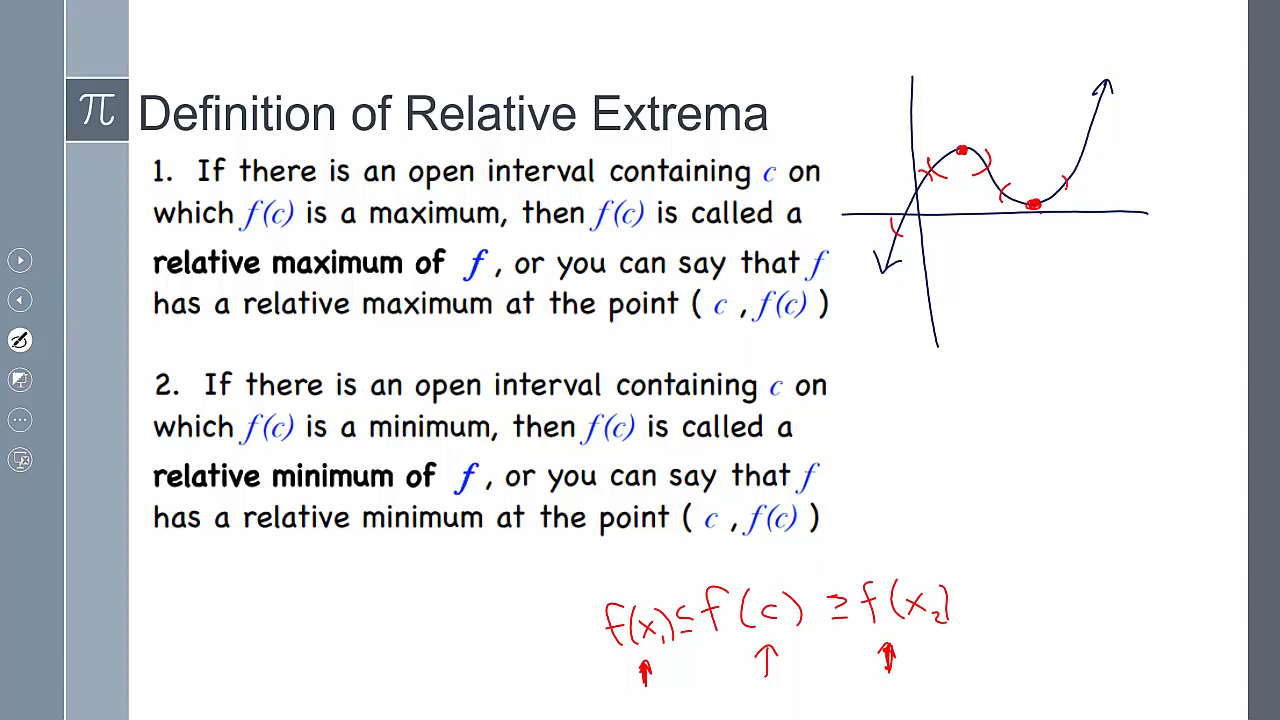 π Definition of Relative Extrema
1. If there is an open interval containing c on
which f(c) is a maximum, then f(c) is called a
relative maximum of f , or you can say that f
has a relative maximum at the point ( c , f(c) )
2. If there is an open interval containing c on
which f(c) is a minimum, then f(c) is called a
relative minimum of f , or you can say that f
has a relative minimum at the point ( c , f(c) )
f(x₁) ≤ f(c) ≥ f(x₂)